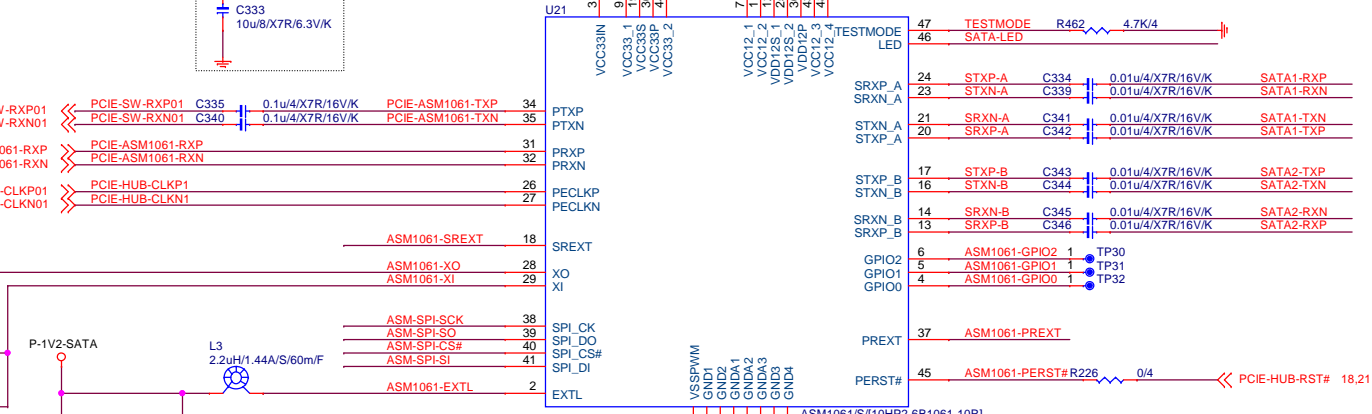 C333
10u/8/X7R/6.3V/K
U21
VCC33IN
VCC33_1
VCC33S
VCC33P
VCC33_2
7
VCC12_1
VCC12_2
VDD12S_1
VDD12S_2
VDD12P
VCC12_3
VCC12_4
TESTMODE 47 TESTMODE R462 4.7K/4
LED 46 SATA-LED
SRXP_A 24 STXP-A C334 0.01u/4/X7R/16V/K SATA1-RXP
SRXN_A 23 STXN-A C339 0.01u/4/X7R/16V/K SATA1-RXN
W-RXP01 PCIE-SW-RXP01 C335 0.1u/4/X7R/16V/K PCIE-ASM1061-TXP 34 PTXP
W-RXN01 PCIE-SW-RXN01 C340 0.1u/4/X7R/16V/K PCIE-ASM1061-TXN 35 PTXN
STXN_A 21 SRXN-A C341 0.01u/4/X7R/16V/K SATA1-TXN
STXP_A 20 SRXP-A C342 0.01u/4/X7R/16V/K SATA1-TXP
061-RXP PCIE-ASM1061-RXP 31 PRXP
061-RXN PCIE-ASM1061-RXN 32 PRXN
STXP_B 17 STXP-B C343 0.01u/4/X7R/16V/K SATA2-TXP
STXN_B 16 STXN-B C344 0.01u/4/X7R/16V/K SATA2-TXN
-CLKP01 PCIE-HUB-CLKP1 26 PECLKP
-CLKN01 PCIE-HUB-CLKN1 27 PECLKN
SRXN_B 14 SRXN-B C345 0.01u/4/X7R/16V/K SATA2-RXN
SRXP_B 13 SRXP-B C346 0.01u/4/X7R/16V/K SATA2-RXP
ASM1061-SREXT 18 SREXT
GPIO2 6 ASM1061-GPIO2 1 TP30
GPIO1 5 ASM1061-GPIO1 1 TP31
GPIO0 4 ASM1061-GPIO0 1 TP32
ASM1061-XO 28 XO
ASM1061-XI 29 XI
ASM-SPI-SCK 38 SPI_CK
ASM-SPI-SO 39 SPI_DO
ASM-SPI-CS# 40 SPI_CS#
ASM-SPI-SI 41 SPI_DI
PREXT 37 ASM1061-PREXT
P-1V2-SATA
L3
2.2uH/1.44A/S/60m/F
ASM1061-EXTL 2 EXTL
PERST# 45 ASM1061-PERST# R226 0/4 PCIE-HUB-RST# 18,21
VSSPWM
GND1
GND2
GNDA1
GNDA2
GNDA3
GND3
GND4